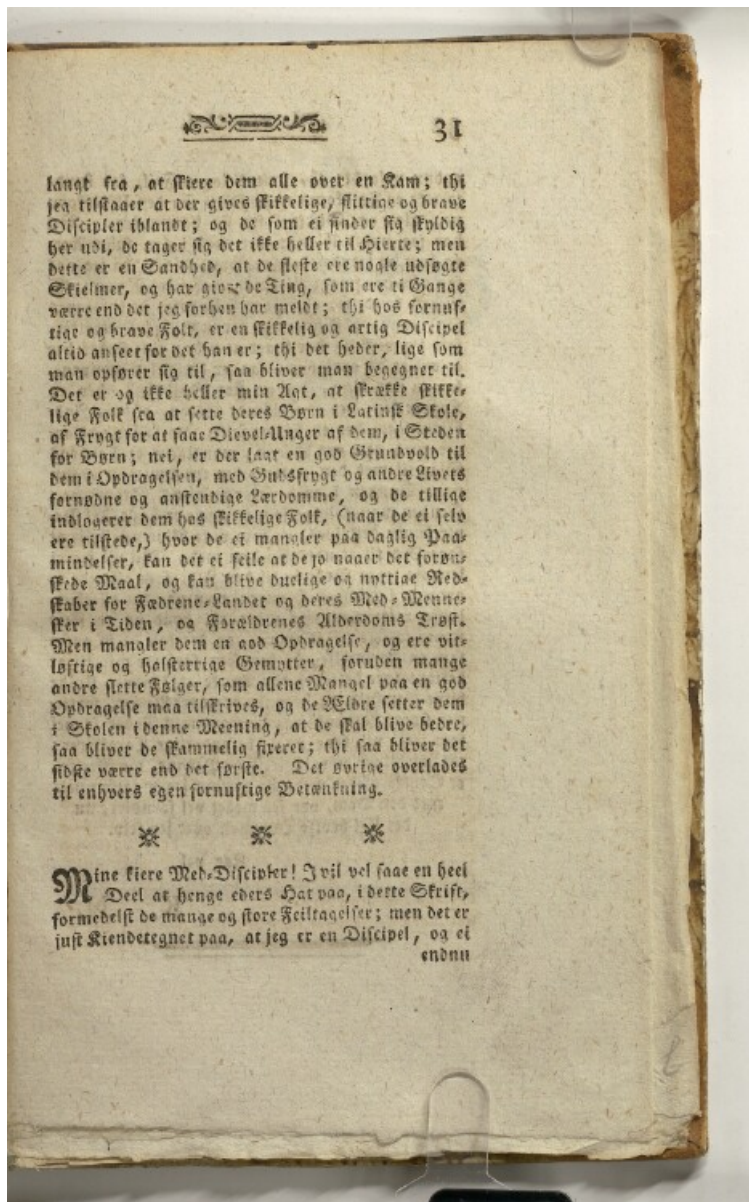 31
langt fra, at skiere dem alle over en Kam; thi
jeg tilstaaer at der gives skikkelige, flittige og brave
Discipler iblandt; og de som ei finder sig skyldig
her udi, de tager sig det ikke heller til Hierte; men
dette er en Sandhed, at de fleste ere nogle udsøgte
Skielmer, og har giort de Ting, som ere ti Gange
værre end det jeg forhen har meldt; thi hos fornuf-
tige og brave Folk, er en skikkelig og artig Discipel
altid anseet for det han er; thi det heder, lige som
man opfører sig til, saa bliver man begegnet til.
Det er og ikke heller min Agt, at skrække skikke-
lige Folk fra at sette deres Børn i Latinsk Skole,
af Frygt for at faae Dievel-Unger af dem, i Steden
for Børn; nei, er der lagt en god Grundvold til
dem i Opdragelsen, med Gudsfrygt og andre Livets
fornødne og anstendige Lærdomme, og de tillige
indlogerer dem hos skikkelige Folk, (naar de ei selv
ere tilstede,) hvor de ei mangler paa daglig Paa-
mindelser, kan det ei feile at de jo naaer det forøn-
skede Maal, og kan blive duelige og nyttige Red-
skaber for Fædrene-Landet og deres Med-Menne-
sker i Tiden, og Forældrenes Alderdoms Trøst.
Men mangler dem en god Opdragelse, og ere vit-
løftige og halsterrige Gemytter, foruden mange
andre slette Følger, som allene Mangel paa en god
Opdragelse maa tilskrives, og de Ældre setter dem
i Skolen i denne Meening, at de skal blive bedre,
saa bliver de skammelig fixeret; thi saa bliver det
sidste værre end det første. Det øvrige overlades
til enhvers egen fornuftige Betænkning.
Mine kiere Med-Discipler! I vil vel faae en heel
Deel at henge eders Hat paa, i dette Skrift,
formedelst de mange og store Feiltagelser; men det er
just Kiendetegnet paa, at jeg er en Discipel, og ei
endnu